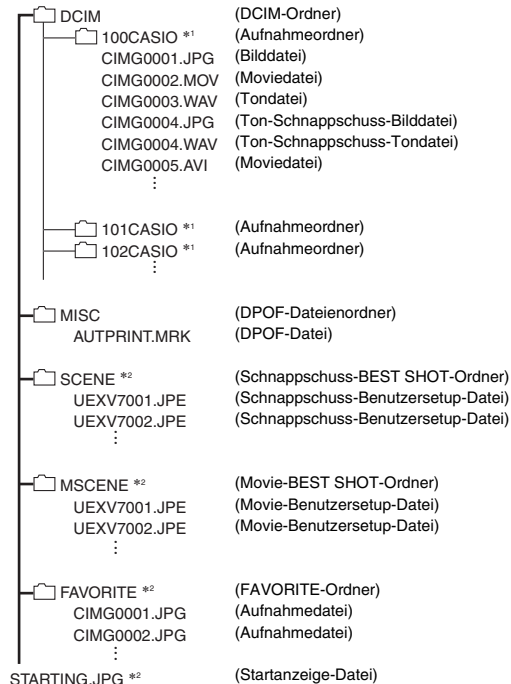 DCIM (DCIM-Ordner)
100CASIO *1 (Aufnahmeordner)
CIMG0001.JPG (Bilddatei)
CIMG0002.MOV (Moviedatei)
CIMG0003.WAV (Tondatei)
CIMG0004.JPG (Ton-Schnappschuss-Bilddatei)
CIMG0004.WAV (Ton-Schnappschuss-Tondatei)
CIMG0005.AVI (Moviedatei)
101CASIO *1 (Aufnahmeordner)
102CASIO *1 (Aufnahmeordner)
MISC (DPOF-Dateienordner)
AUTPRINT.MRK (DPOF-Datei)
SCENE *2 (Schnappschuss-BEST SHOT-Ordner)
UEXV7001.JPE (Schnappschuss-Benutzersetup-Datei)
UEXV7002.JPE (Schnappschuss-Benutzersetup-Datei)
MSCENE *2 (Movie-BEST SHOT-Ordner)
UEXV7001.JPE (Movie-Benutzersetup-Datei)
UEXV7002.JPE (Movie-Benutzersetup-Datei)
FAVORITE *2 (FAVORITE-Ordner)
CIMG0001.JPG (Aufnahmedatei)
CIMG0002.JPG (Aufnahmedatei)
STARTING.JPG *2 (Startanzeige-Datei)